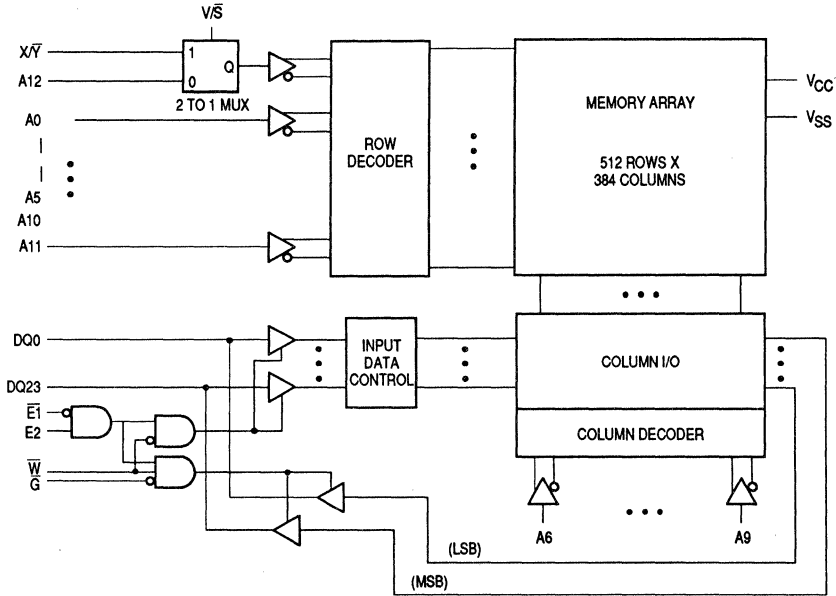 V/S̅
X/Y̅
1
Q
A12
0
2 TO 1 MUX
A0
A5
A10
A11
ROW
DECODER
MEMORY ARRAY
512 ROWS X
384 COLUMNS
VCC
VSS
DQ0
DQ23
INPUT
DATA
CONTROL
COLUMN I/O
COLUMN DECODER
E̅1̅
E2
W̅
G̅
A6
A9
(LSB)
(MSB)